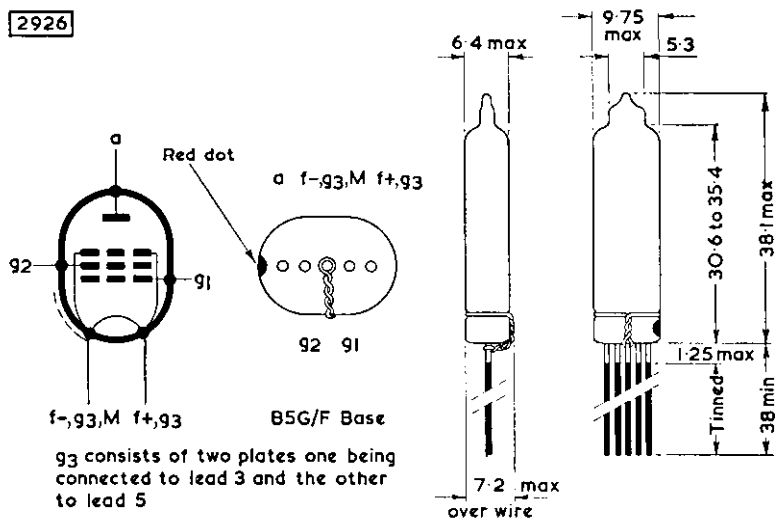 2926
a
Red dot
a f-,g3,M f+,g3
g2
g1
g2 g1
f-,g3,M f+,g3
B5G/F Base
g3 consists of two plates one being
connected to lead 3 and the other
to lead 5
6·4 max
9·75
max
5·3
30·6 to 35·4
38·1 max
1·25 max
Tinned
38 min
7·2 max
over wire